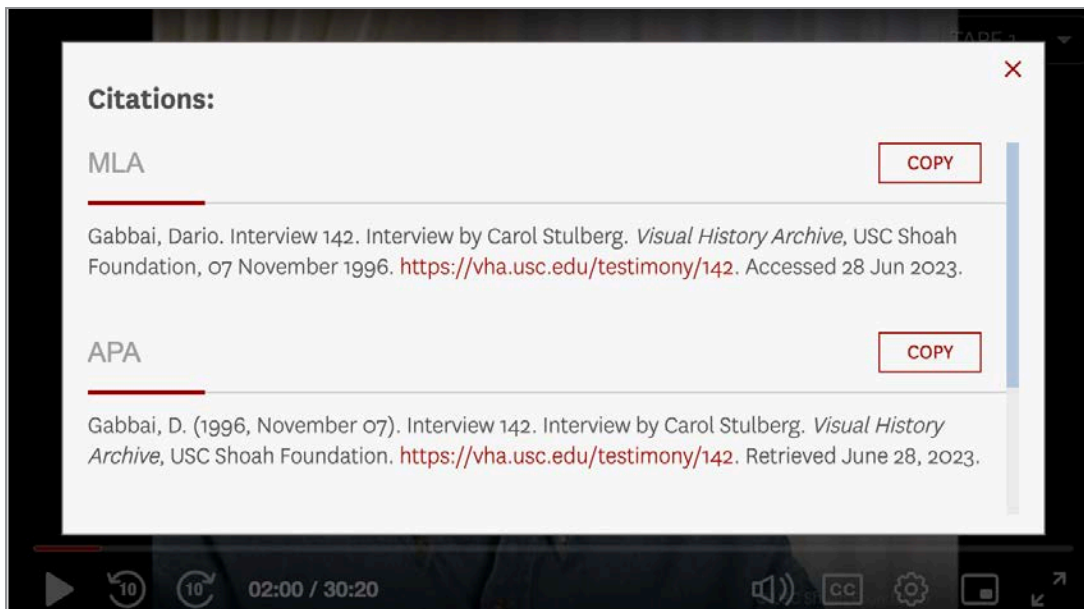 TAPE 1
Citations:
MLA
COPY
Gabbai, Dario. Interview 142. Interview by Carol Stulberg. Visual History Archive, USC Shoah
Foundation, 07 November 1996. https://vha.usc.edu/testimony/142. Accessed 28 Jun 2023.
APA
COPY
Gabbai, D. (1996, November 07). Interview 142. Interview by Carol Stulberg. Visual History
Archive, USC Shoah Foundation. https://vha.usc.edu/testimony/142. Retrieved June 28, 2023.
10
10
02:00 / 30:20
CC